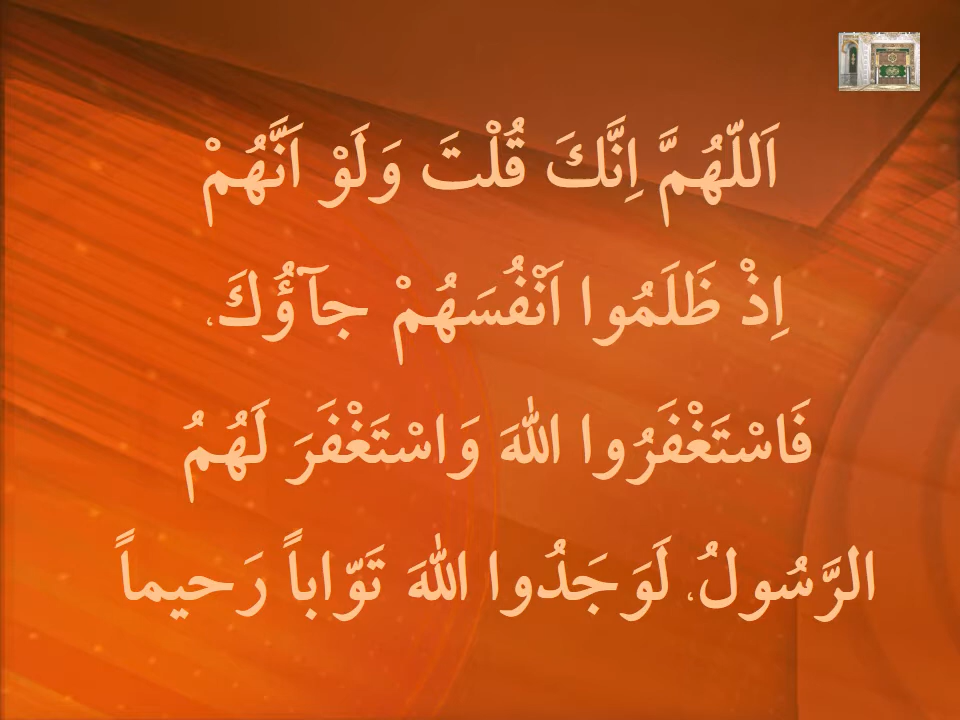 اَللّهُمَّ اِنَّكَ قُلْتَ وَلَوْ اَنَّهُمْ
اِذْ ظَلَمُوا اَنْفُسَهُمْ جآؤُكَ،
فَاسْتَغْفَرُوا اللهَ وَاسْتَغْفَرَ لَهُمُ
الرَّسُولُ، لَوَجَدُوا اللهَ تَوّاباً رَحيماً